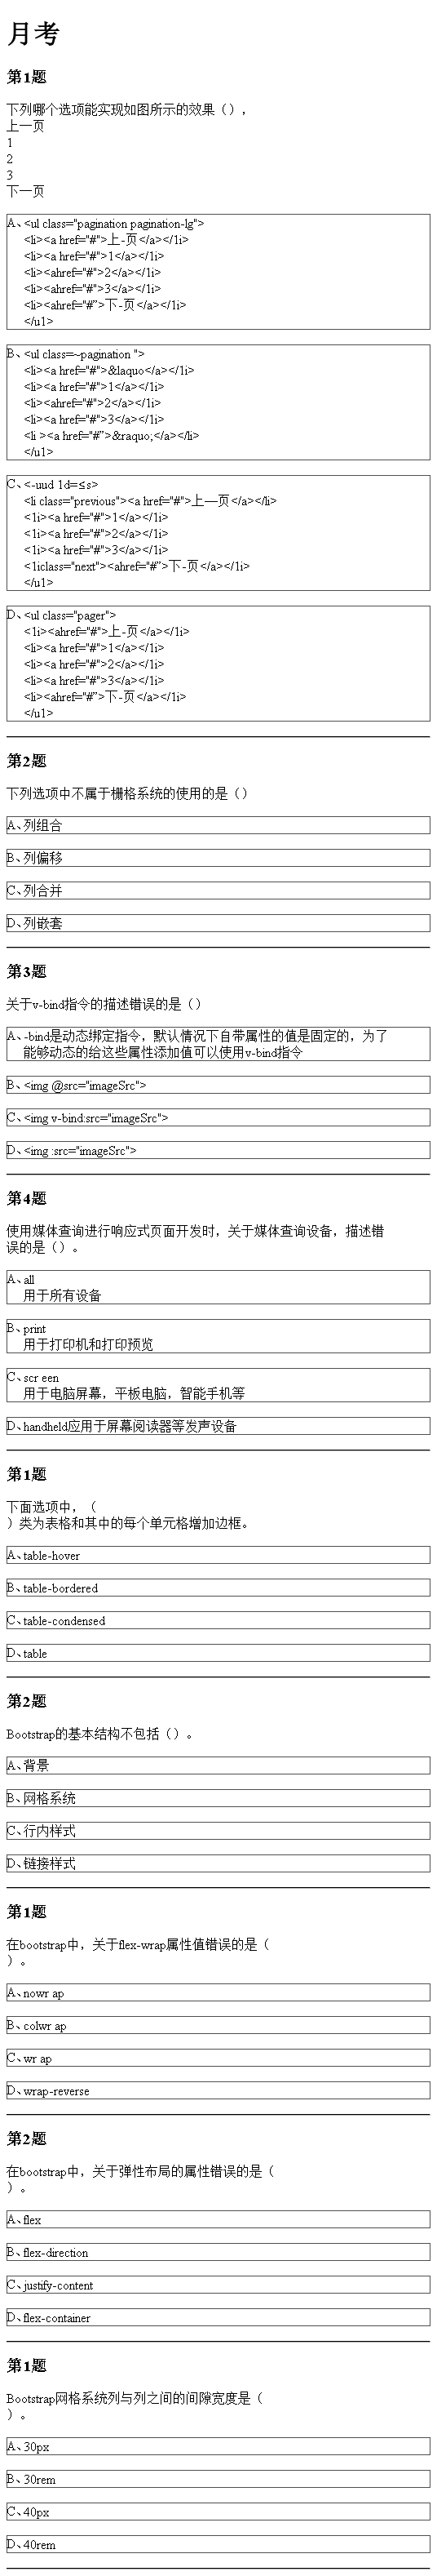 月考
第1题
下列哪个选项能实现如图所示的效果（），
上一页
1
2
3
下一页
A、<ul class="pagination pagination-lg">
<li><a href="#">上-页</a></1i>
<li><a href="#">1</a></1i>
<li><ahref="#">2</a></1i>
<li><ahref="#">3</a></1i>
<li><ahref="#”>下-页</a></1i>
</u1>
B、<ul class=~pagination ">
<li><a href="#">&laquo</a></1i>
<li><a href="#">1</a></1i>
<li><ahref="#">2</a></1i>
<li><a href="#">3</a></1i>
<li ><a href="#”>&raquo;</a></li>
</u1>
C、<-uud 1d=≤s>
<li class="previous"><a href="#">上—页</a></li>
<1i><a href="#">1</a></1i>
<1i><a href="#">2</a></1i>
<1i><a href="#">3</a></1i>
<1iclass="next"><ahref="#”>下-页</a></1i>
</u1>
D、<ul class="pager">
<1i><ahref="#">上-页</a></1i>
<li><a href="#">1</a></1i>
<li><a href="#">2</a></1i>
<li><a href="#">3</a></1i>
<li><ahref="#”>下-页</a></1i>
</u1>
第2题
下列选项中不属于栅格系统的使用的是（）
A、列组合
B、列偏移
C、列合并
D、列嵌套
第3题
关于v-bind指令的描述错误的是（）
A、-bind是动态绑定指令，默认情况下自带属性的值是固定的，为了
能够动态的给这些属性添加值可以使用v-bind指令
B、<img @src="imageSrc">
C、<img v-bind:src="imageSrc">
D、<img :src="imageSrc">
第4题
使用媒体查询进行响应式页面开发时，关于媒体查询设备，描述错
误的是（）。
A、all
用于所有设备
B、print
用于打印机和打印预览
C、scr een
用于电脑屏幕，平板电脑，智能手机等
D、handheld应用于屏幕阅读器等发声设备
第1题
下面选项中，（
）类为表格和其中的每个单元格增加边框。
A、table-hover
B、table-bordered
C、table-condensed
D、table
第2题
Bootstrap的基本结构不包括（）。
A、背景
B、网格系统
C、行内样式
D、链接样式
第1题
在bootstrap中，关于flex-wrap属性值错误的是（
）。
A、nowr ap
B、colwr ap
C、wr ap
D、wrap-reverse
第2题
在bootstrap中，关于弹性布局的属性错误的是（
）。
A、flex
B、flex-direction
C、justify-content
D、flex-container
第1题
Bootstrap网格系统列与列之间的间隙宽度是（
）。
A、30px
B、30rem
C、40px
D、40rem